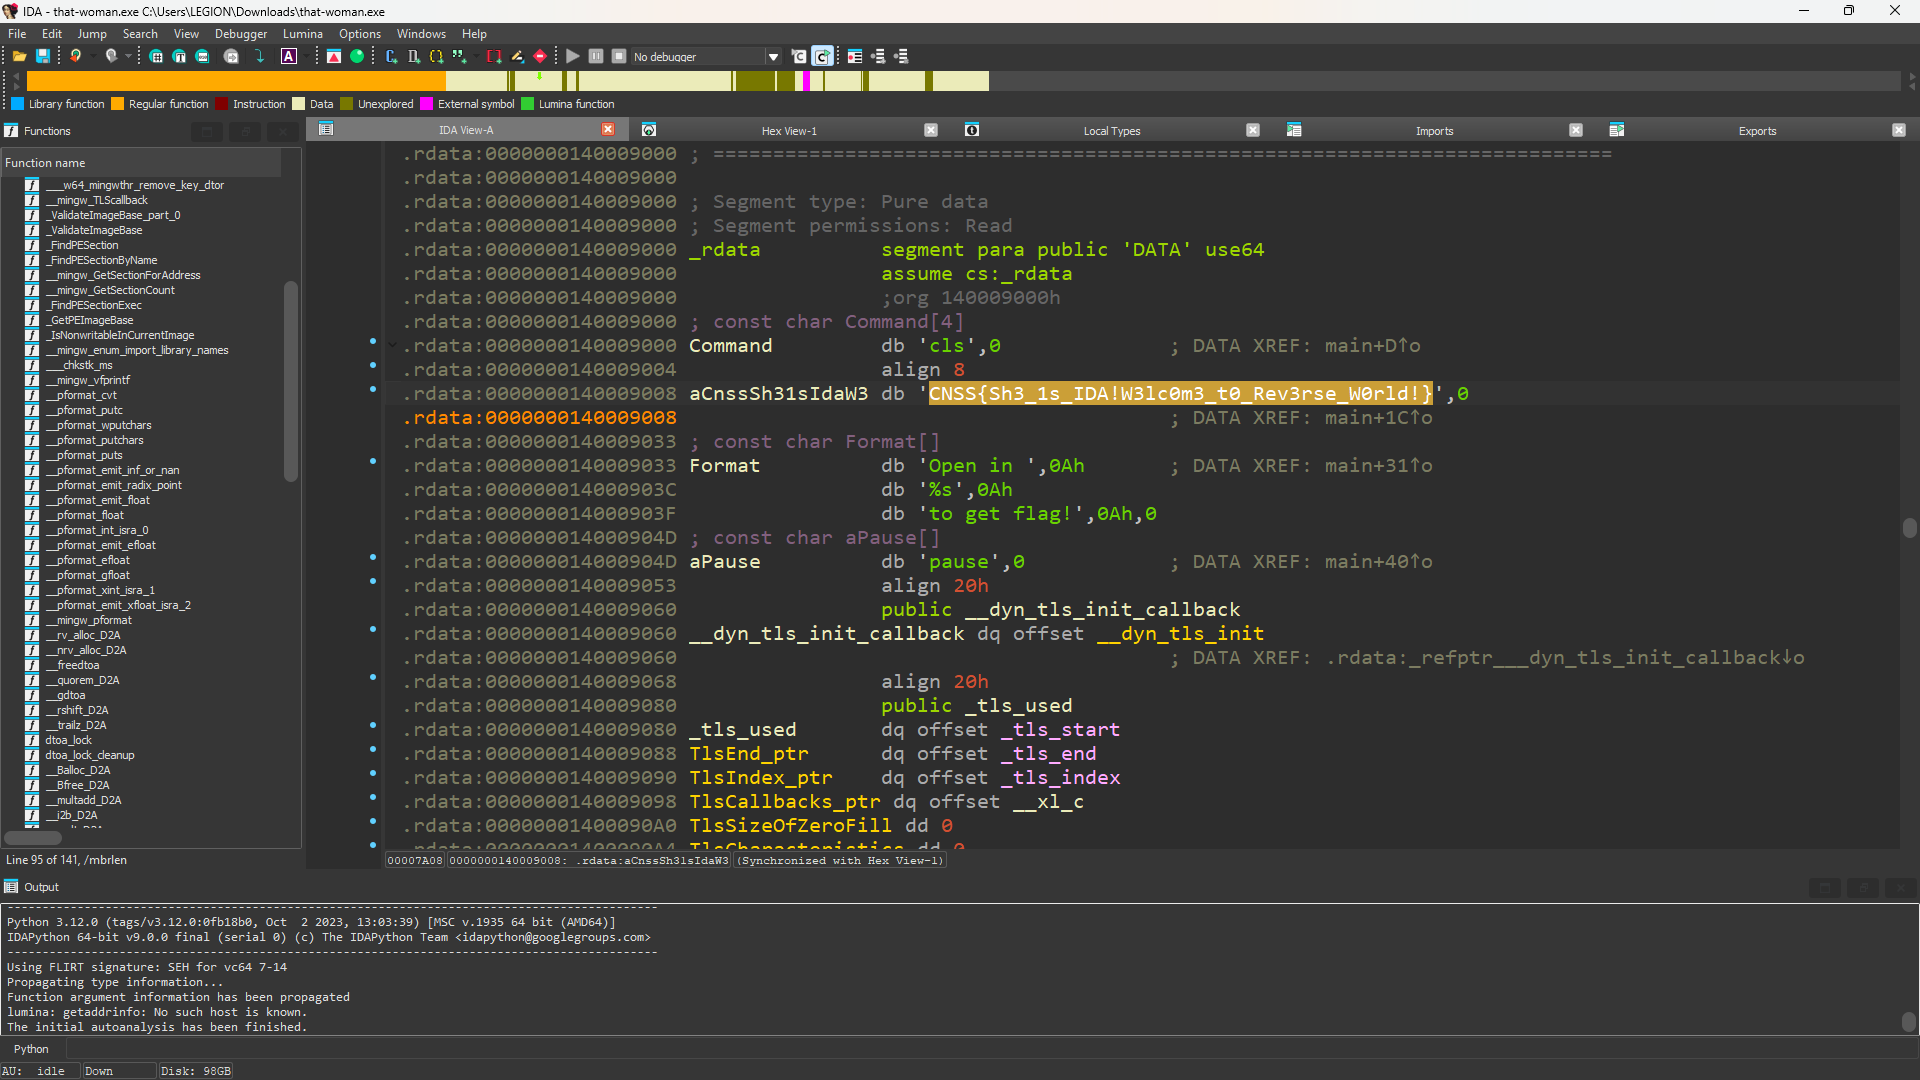 IDA - that-woman.exe C:\Users\LEGION\Downloads\that-woman.exe
File Edit Jump Search View Debugger Lumina Options Windows Help
No debugger
Library function Regular function Instruction Data Unexplored External symbol Lumina function
Functions
IDA View-A Hex View-1 Local Types Imports Exports
Function name
___w64_mingwthr_remove_key_dtor
__mingw_TLScallback
_ValidateImageBase_part_0
_ValidateImageBase
_FindPESection
_FindPESectionByName
__mingw_GetSectionForAddress
__mingw_GetSectionCount
_FindPESectionExec
_GetPEImageBase
_IsNonwritableInCurrentImage
__mingw_enum_import_library_names
___chkstk_ms
__mingw_vfprintf
__pformat_cvt
__pformat_putc
__pformat_wputchars
__pformat_putchars
__pformat_puts
__pformat_emit_inf_or_nan
__pformat_emit_radix_point
__pformat_emit_float
__pformat_float
__pformat_int_isra_0
__pformat_emit_efloat
__pformat_efloat
__pformat_gfloat
__pformat_xint_isra_1
__pformat_emit_xfloat_isra_2
__mingw_pformat
__rv_alloc_D2A
__nrv_alloc_D2A
__freedtoa
__quorem_D2A
__gdtoa
__rshift_D2A
__trailz_D2A
dtoa_lock
dtoa_lock_cleanup
__Balloc_D2A
__Bfree_D2A
__multadd_D2A
__i2b_D2A
Line 95 of 141, /mbrlen
.rdata:0000000140009000 ; ===========================================================================
.rdata:0000000140009000
.rdata:0000000140009000 ; Segment type: Pure data
.rdata:0000000140009000 ; Segment permissions: Read
.rdata:0000000140009000 _rdata segment para public 'DATA' use64
.rdata:0000000140009000 assume cs:_rdata
.rdata:0000000140009000 ;org 140009000h
.rdata:0000000140009000 ; const char Command[4]
.rdata:0000000140009000 Command db 'cls',0 ; DATA XREF: main+D↑o
.rdata:0000000140009004 align 8
.rdata:0000000140009008 aCnssSh31sIdaW3 db 'CNSS{Sh3_1s_IDA!W3lc0m3_t0_Rev3rse_W0rld!}',0
.rdata:0000000140009008 ; DATA XREF: main+1C↑o
.rdata:0000000140009033 ; const char Format[]
.rdata:0000000140009033 Format db 'Open in ',0Ah ; DATA XREF: main+31↑o
.rdata:000000014000903C db '%s',0Ah
.rdata:000000014000903F db 'to get flag!',0Ah,0
.rdata:000000014000904D ; const char aPause[]
.rdata:000000014000904D aPause db 'pause',0 ; DATA XREF: main+40↑o
.rdata:0000000140009053 align 20h
.rdata:0000000140009060 public __dyn_tls_init_callback
.rdata:0000000140009060 __dyn_tls_init_callback dq offset __dyn_tls_init
.rdata:0000000140009060 ; DATA XREF: .rdata:_refptr___dyn_tls_init_callback↓o
.rdata:0000000140009068 align 20h
.rdata:0000000140009080 public _tls_used
.rdata:0000000140009080 _tls_used dq offset _tls_start
.rdata:0000000140009088 TlsEnd_ptr dq offset _tls_end
.rdata:0000000140009090 TlsIndex_ptr dq offset _tls_index
.rdata:0000000140009098 TlsCallbacks_ptr dq offset __xl_c
.rdata:00000001400090A0 TlsSizeOfZeroFill dd 0
.rdata:00000001400090A4 TlsCharacteristics dd 0
00007A08 0000000140009008: .rdata:aCnssSh31sIdaW3 (Synchronized with Hex View-1)
Output
Python 3.12.0 (tags/v3.12.0:0fb18b0, Oct 2 2023, 13:03:39) [MSC v.1935 64 bit (AMD64)]
IDAPython 64-bit v9.0.0 final (serial 0) (c) The IDAPython Team <idapython@googlegroups.com>
Using FLIRT signature: SEH for vc64 7-14
Propagating type information...
Function argument information has been propagated
lumina: getaddrinfo: No such host is known.
The initial autoanalysis has been finished.
Python
AU: idle Down Disk: 98GB